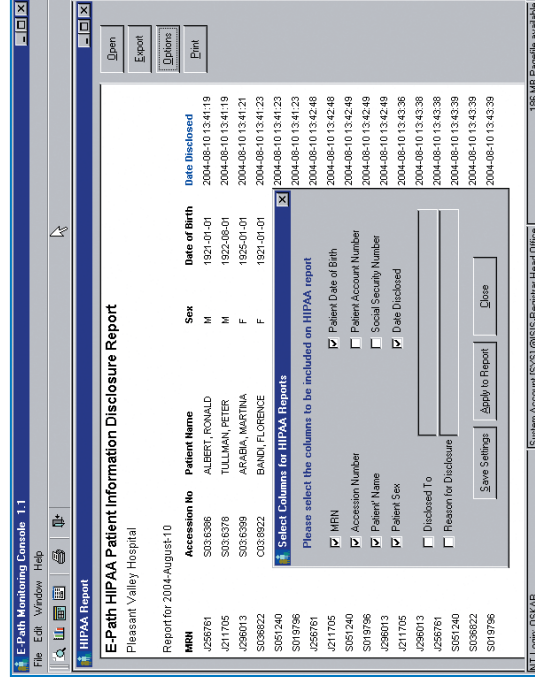 E-Path Monitoring Console 1.1
File Edit Window Help
HIPAA Report
E-Path HIPAA Patient Information Disclosure Report
Pleasant Valley Hospital
Report for 2004-August-10
MRN Accession No Patient Name Sex Date of Birth Date Disclosed
J256761 S03:6386 ALBERT, RONALD M 1921-01-01 2004-08-10 13:41:19
J211705 S03:6378 TULLMAN, PETER M 1922-08-01 2004-08-10 13:41:19
J296013 S03:6399 ARABIA, MARTINA F 1925-01-01 2004-08-10 13:41:21
S036822 C03:8922 BANDI, FLORENCE F 1921-01-01 2004-08-10 13:41:23
S051240 2004-08-10 13:41:23
S019796 2004-08-10 13:41:23
J256761 2004-08-10 13:42:48
J211705 2004-08-10 13:42:48
S051240 2004-08-10 13:42:49
S019796 2004-08-10 13:42:49
J296013 2004-08-10 13:42:49
J211705 2004-08-10 13:43:36
J296013 2004-08-10 13:43:38
J256761 2004-08-10 13:43:38
S051240 2004-08-10 13:43:39
S036822 2004-08-10 13:43:39
S019796 2004-08-10 13:43:39
Open
Export
Options
Print
Select Columns for HIPAA Reports
Please select the columns to be included on HIPAA report
MRN Patient Date of Birth
Accession Number Patient Account Number
Patient' Name Social Security Number
Patient Sex Date Disclosed
Disclosed To
Reason for Disclosure
Save Settings Apply to Report Close
NT Login: OSKAR System Account [SYS1@ISIS-Registrar Head Office 196 MB Pagefile available